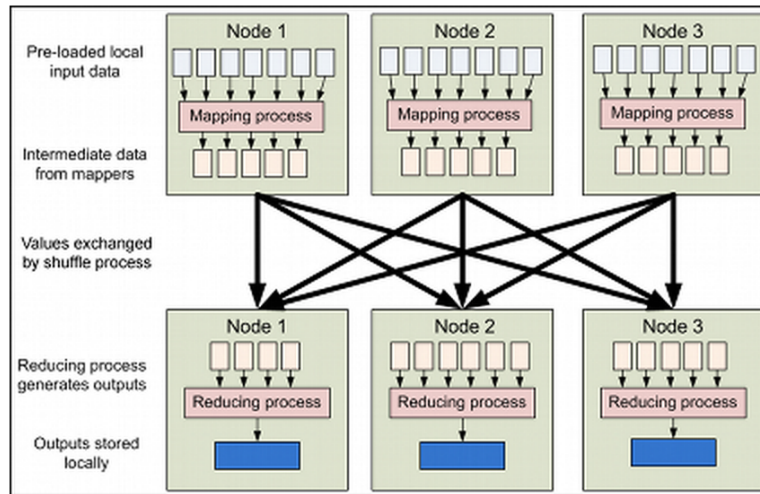 Node 1
Node 2
Node 3
Pre-loaded local
input data
Mapping process
Mapping process
Mapping process
Intermediate data
from mappers
Values exchanged
by shuffle process
Node 1
Node 2
Node 3
Reducing process
generates outputs
Reducing process
Reducing process
Reducing process
Outputs stored
locally